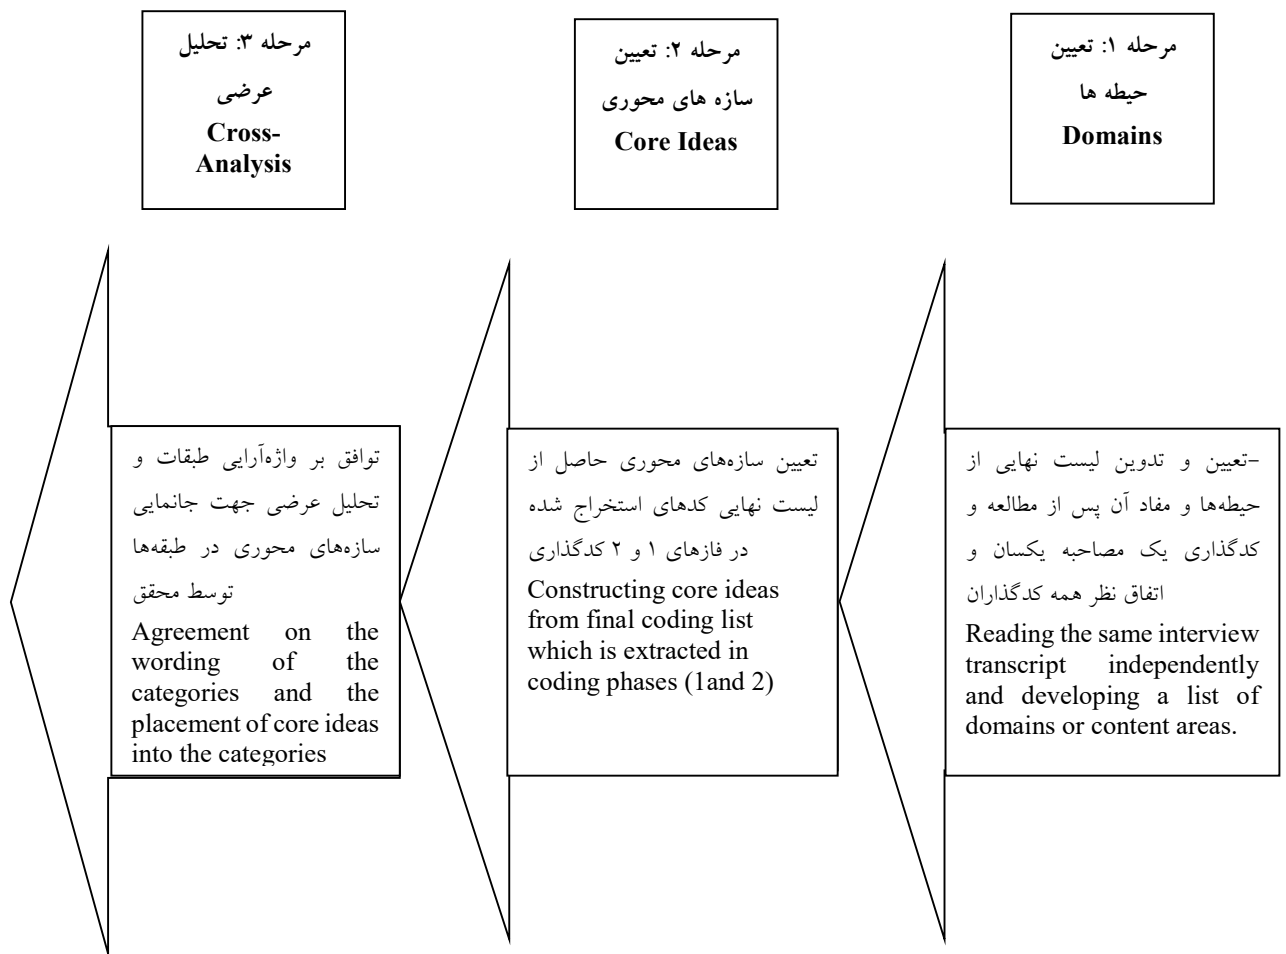 مرحله ۱: تعیین
حیطه ها
Domains
مرحله ۲: تعیین
سازه های محوری
Core Ideas
مرحله ۳: تحلیل
عرضی
Cross-
Analysis
-تعیین و تدوین لیست نهایی از
حیطه‌ها و مفاد آن پس از مطالعه و
کدگذاری یک مصاحبه یکسان و
اتفاق نظر همه کدگذاران
Reading the same interview
transcript independently
and developing a list of
domains or content areas.
تعیین سازه‌های محوری حاصل از
لیست نهایی کدهای استخراج شده
در فازهای ۱ و ۲ کدگذاری
Constructing core ideas
from final coding list
which is extracted in
coding phases (1and 2)
توافق بر واژه‌آرایی طبقات و
تحلیل عرضی جهت جانمایی
سازه‌های محوری در طبقه‌ها
توسط محقق
Agreement on the
wording of the
categories and the
placement of core ideas
into the categories